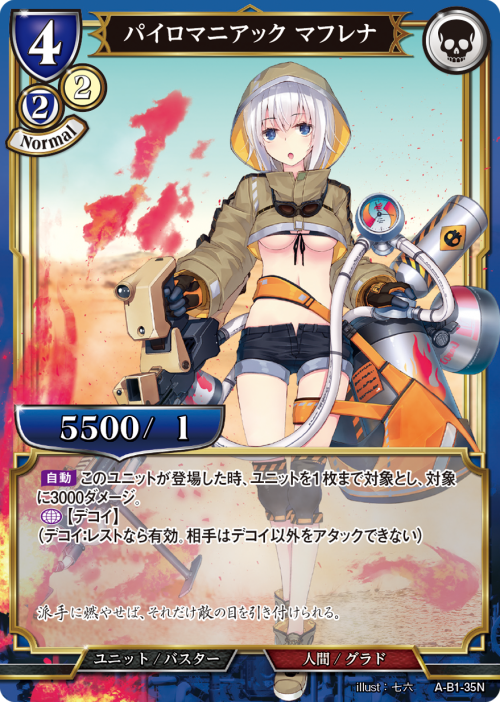 4
パイロマニアック マフレナ
2
2
Normal
5500/ 1
自動 このユニットが登場した時、ユニットを1枚まで対象とし、対象
に3000ダメージ。
【デコイ】
(デコイ:レストなら有効。相手はデコイ以外をアタックできない)
派手に燃やせば、それだけ敵の目を引き付けられる。
ユニット / バスター
人間 / グラド
illust : 七六
A-B1-35N